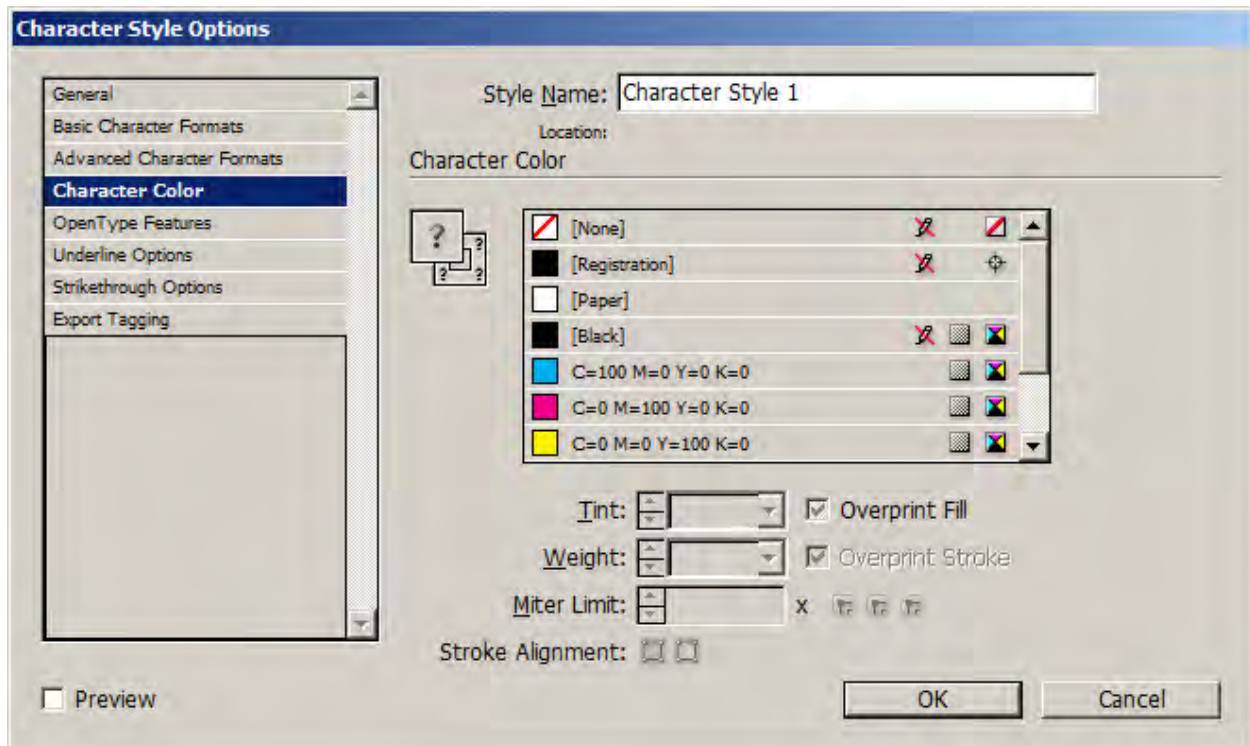 Character Style Options
General
Basic Character Formats
Advanced Character Formats
Character Color
OpenType Features
Underline Options
Strikethrough Options
Export Tagging
Style Name: Character Style 1
Location:
Character Color
? ? ? ?
[None]
[Registration]
[Paper]
[Black]
C=100 M=0 Y=0 K=0
C=0 M=100 Y=0 K=0
C=0 M=0 Y=100 K=0
Tint: Overprint Fill
Weight: Overprint Stroke
Miter Limit: x
Stroke Alignment:
Preview OK Cancel